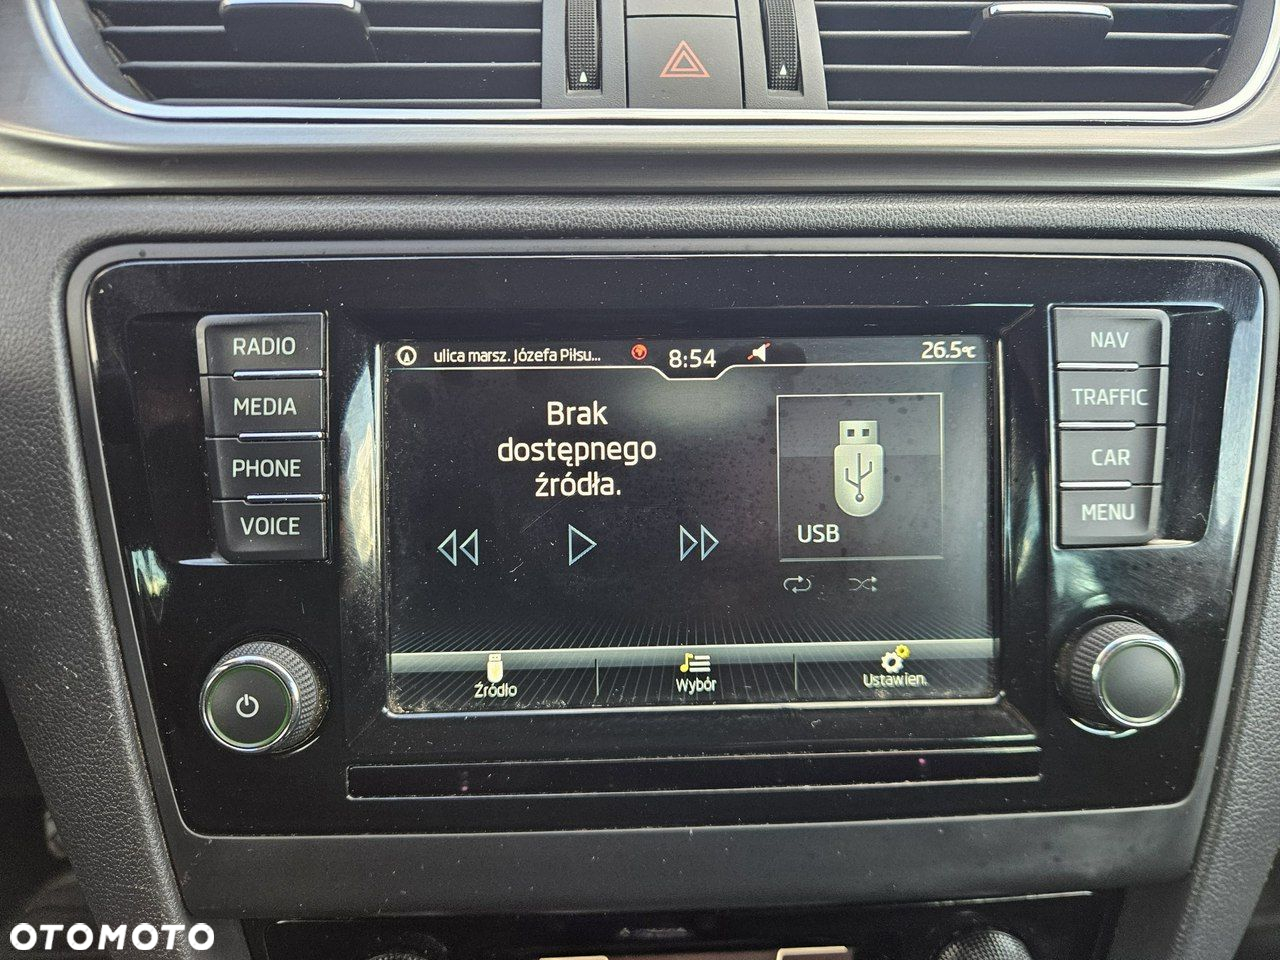 RADIO
MEDIA
PHONE
VOICE
ulica marsz. Józefa Piłsu...
8:54
26.5°C
Brak
dostępnego
źródła.
USB
Źródło
Wybór
Ustawien.
NAV
TRAFFIC
CAR
MENU
OTOMOTO